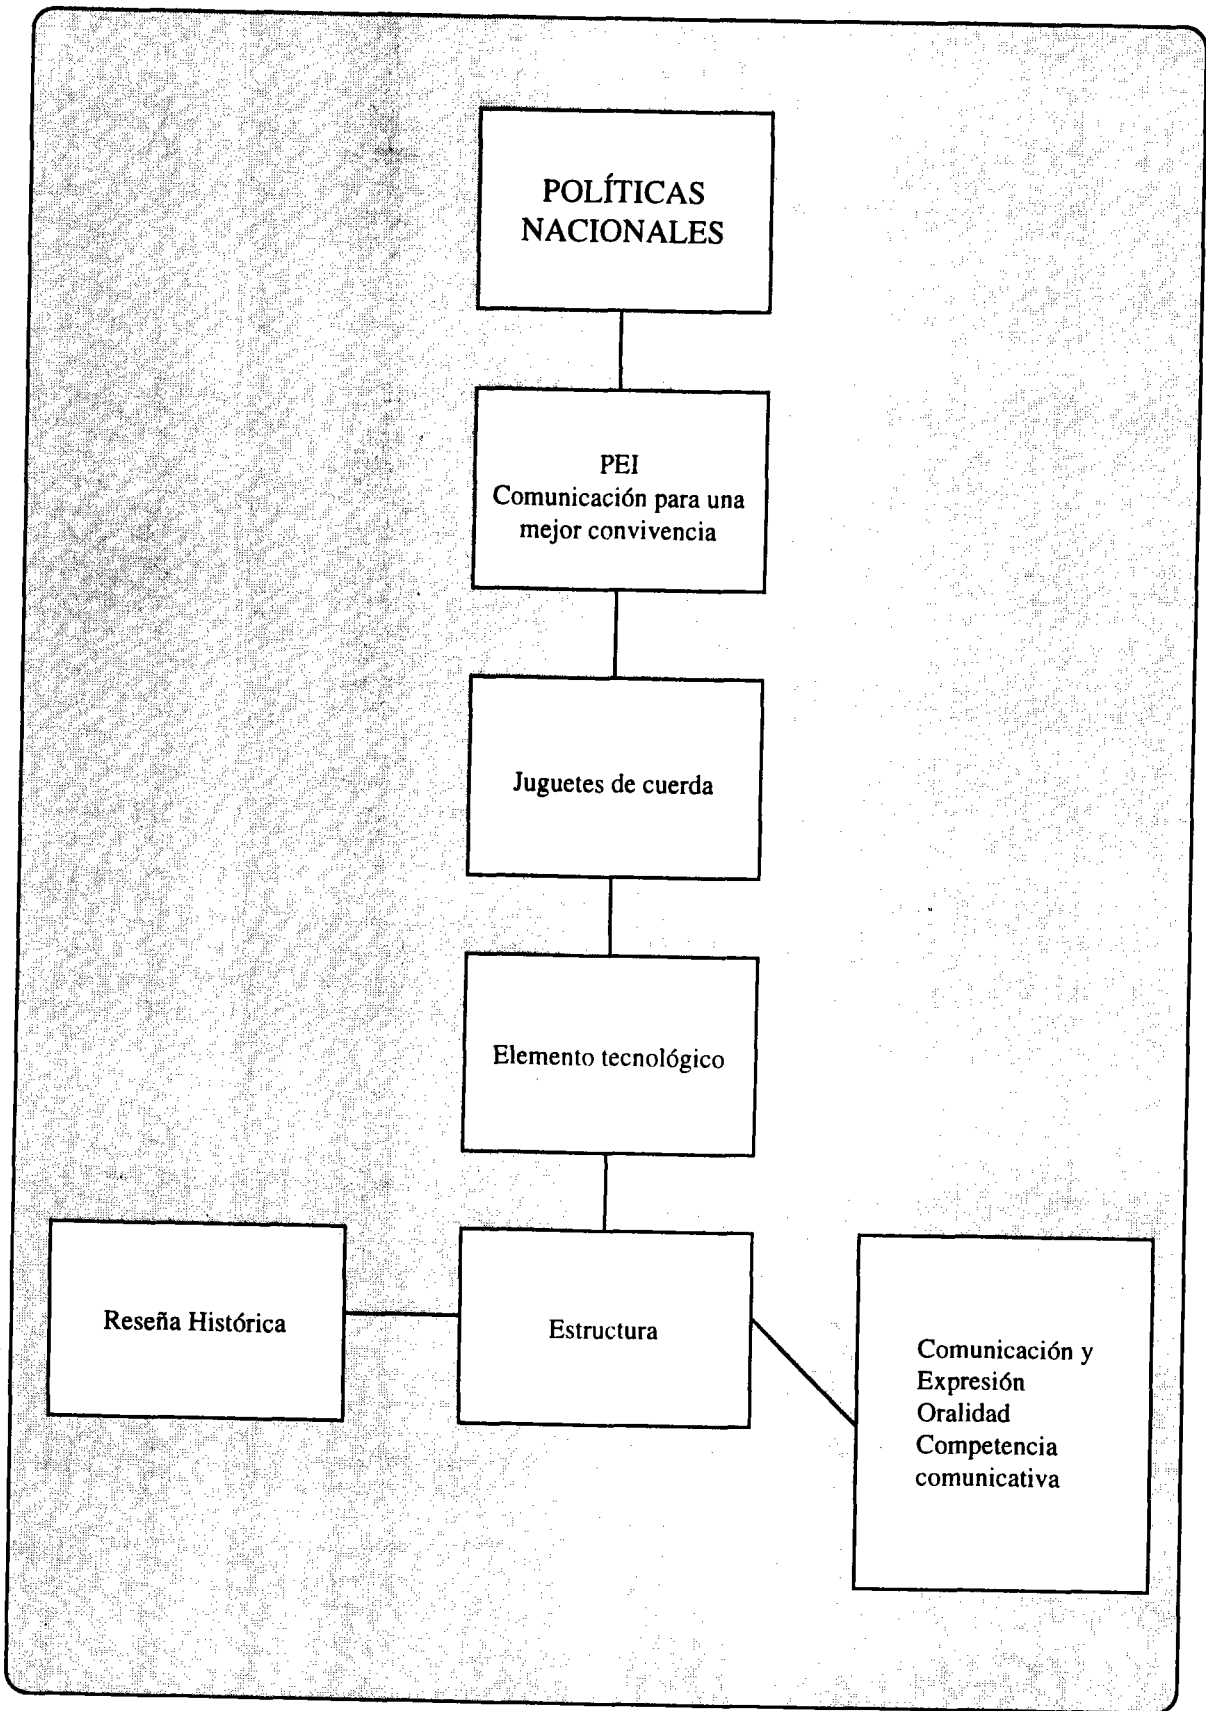 POLÍTICAS
NACIONALES
PEI
Comunicación para una
mejor convivencia
Juguetes de cuerda
Elemento tecnológico
Reseña Histórica
Estructura
Comunicación y
Expresión
Oralidad
Competencia
comunicativa